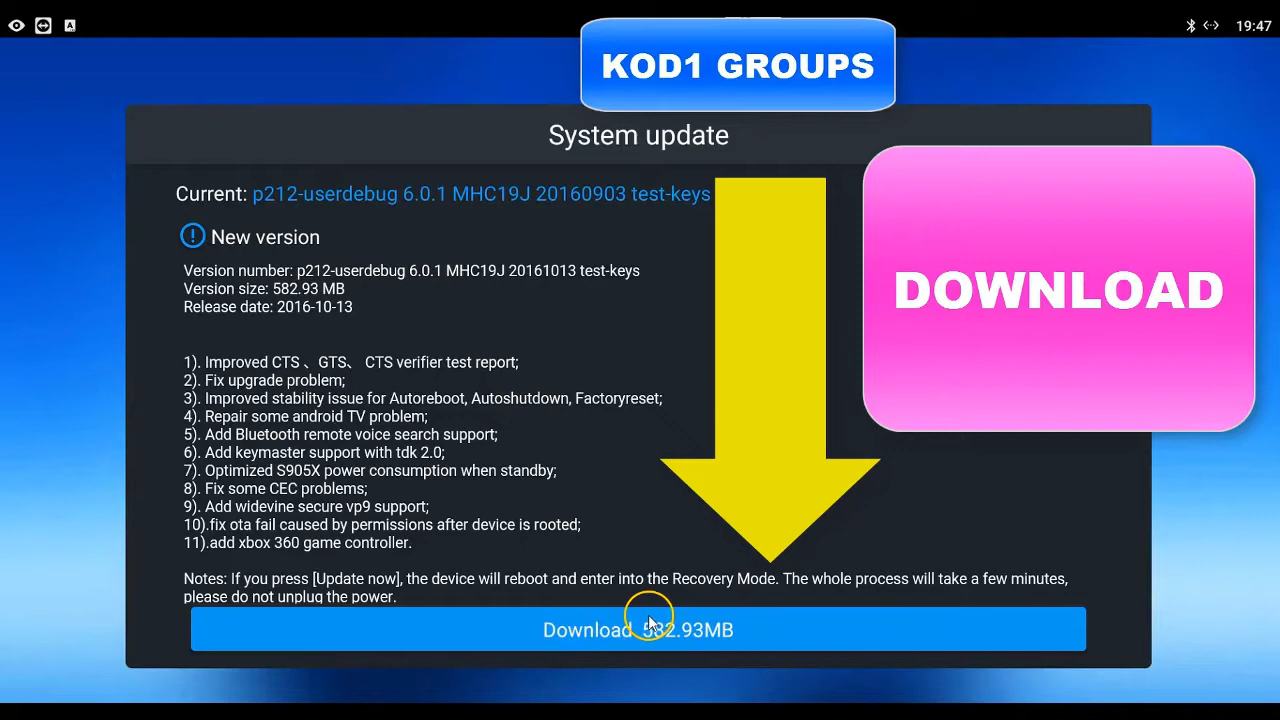 19:47
KOD1 GROUPS
System update
Current: p212-userdebug 6.0.1 MHC19J 20160903 test-keys
New version
Version number: p212-userdebug 6.0.1 MHC19J 20161013 test-keys
Version size: 582.93 MB
Release date: 2016-10-13
DOWNLOAD
1). Improved CTS 、GTS、 CTS verifier test report;
2). Fix upgrade problem;
3). Improved stability issue for Autoreboot, Autoshutdown, Factoryreset;
4). Repair some android TV problem;
5). Add Bluetooth remote voice search support;
6). Add keymaster support with tdk 2.0;
7). Optimized S905X power consumption when standby;
8). Fix some CEC problems;
9). Add widevine secure vp9 support;
10).fix ota fail caused by permissions after device is rooted;
11).add xbox 360 game controller.
Notes: If you press [Update now], the device will reboot and enter into the Recovery Mode. The whole process will take a few minutes,
please do not unplug the power.
Download 582.93MB